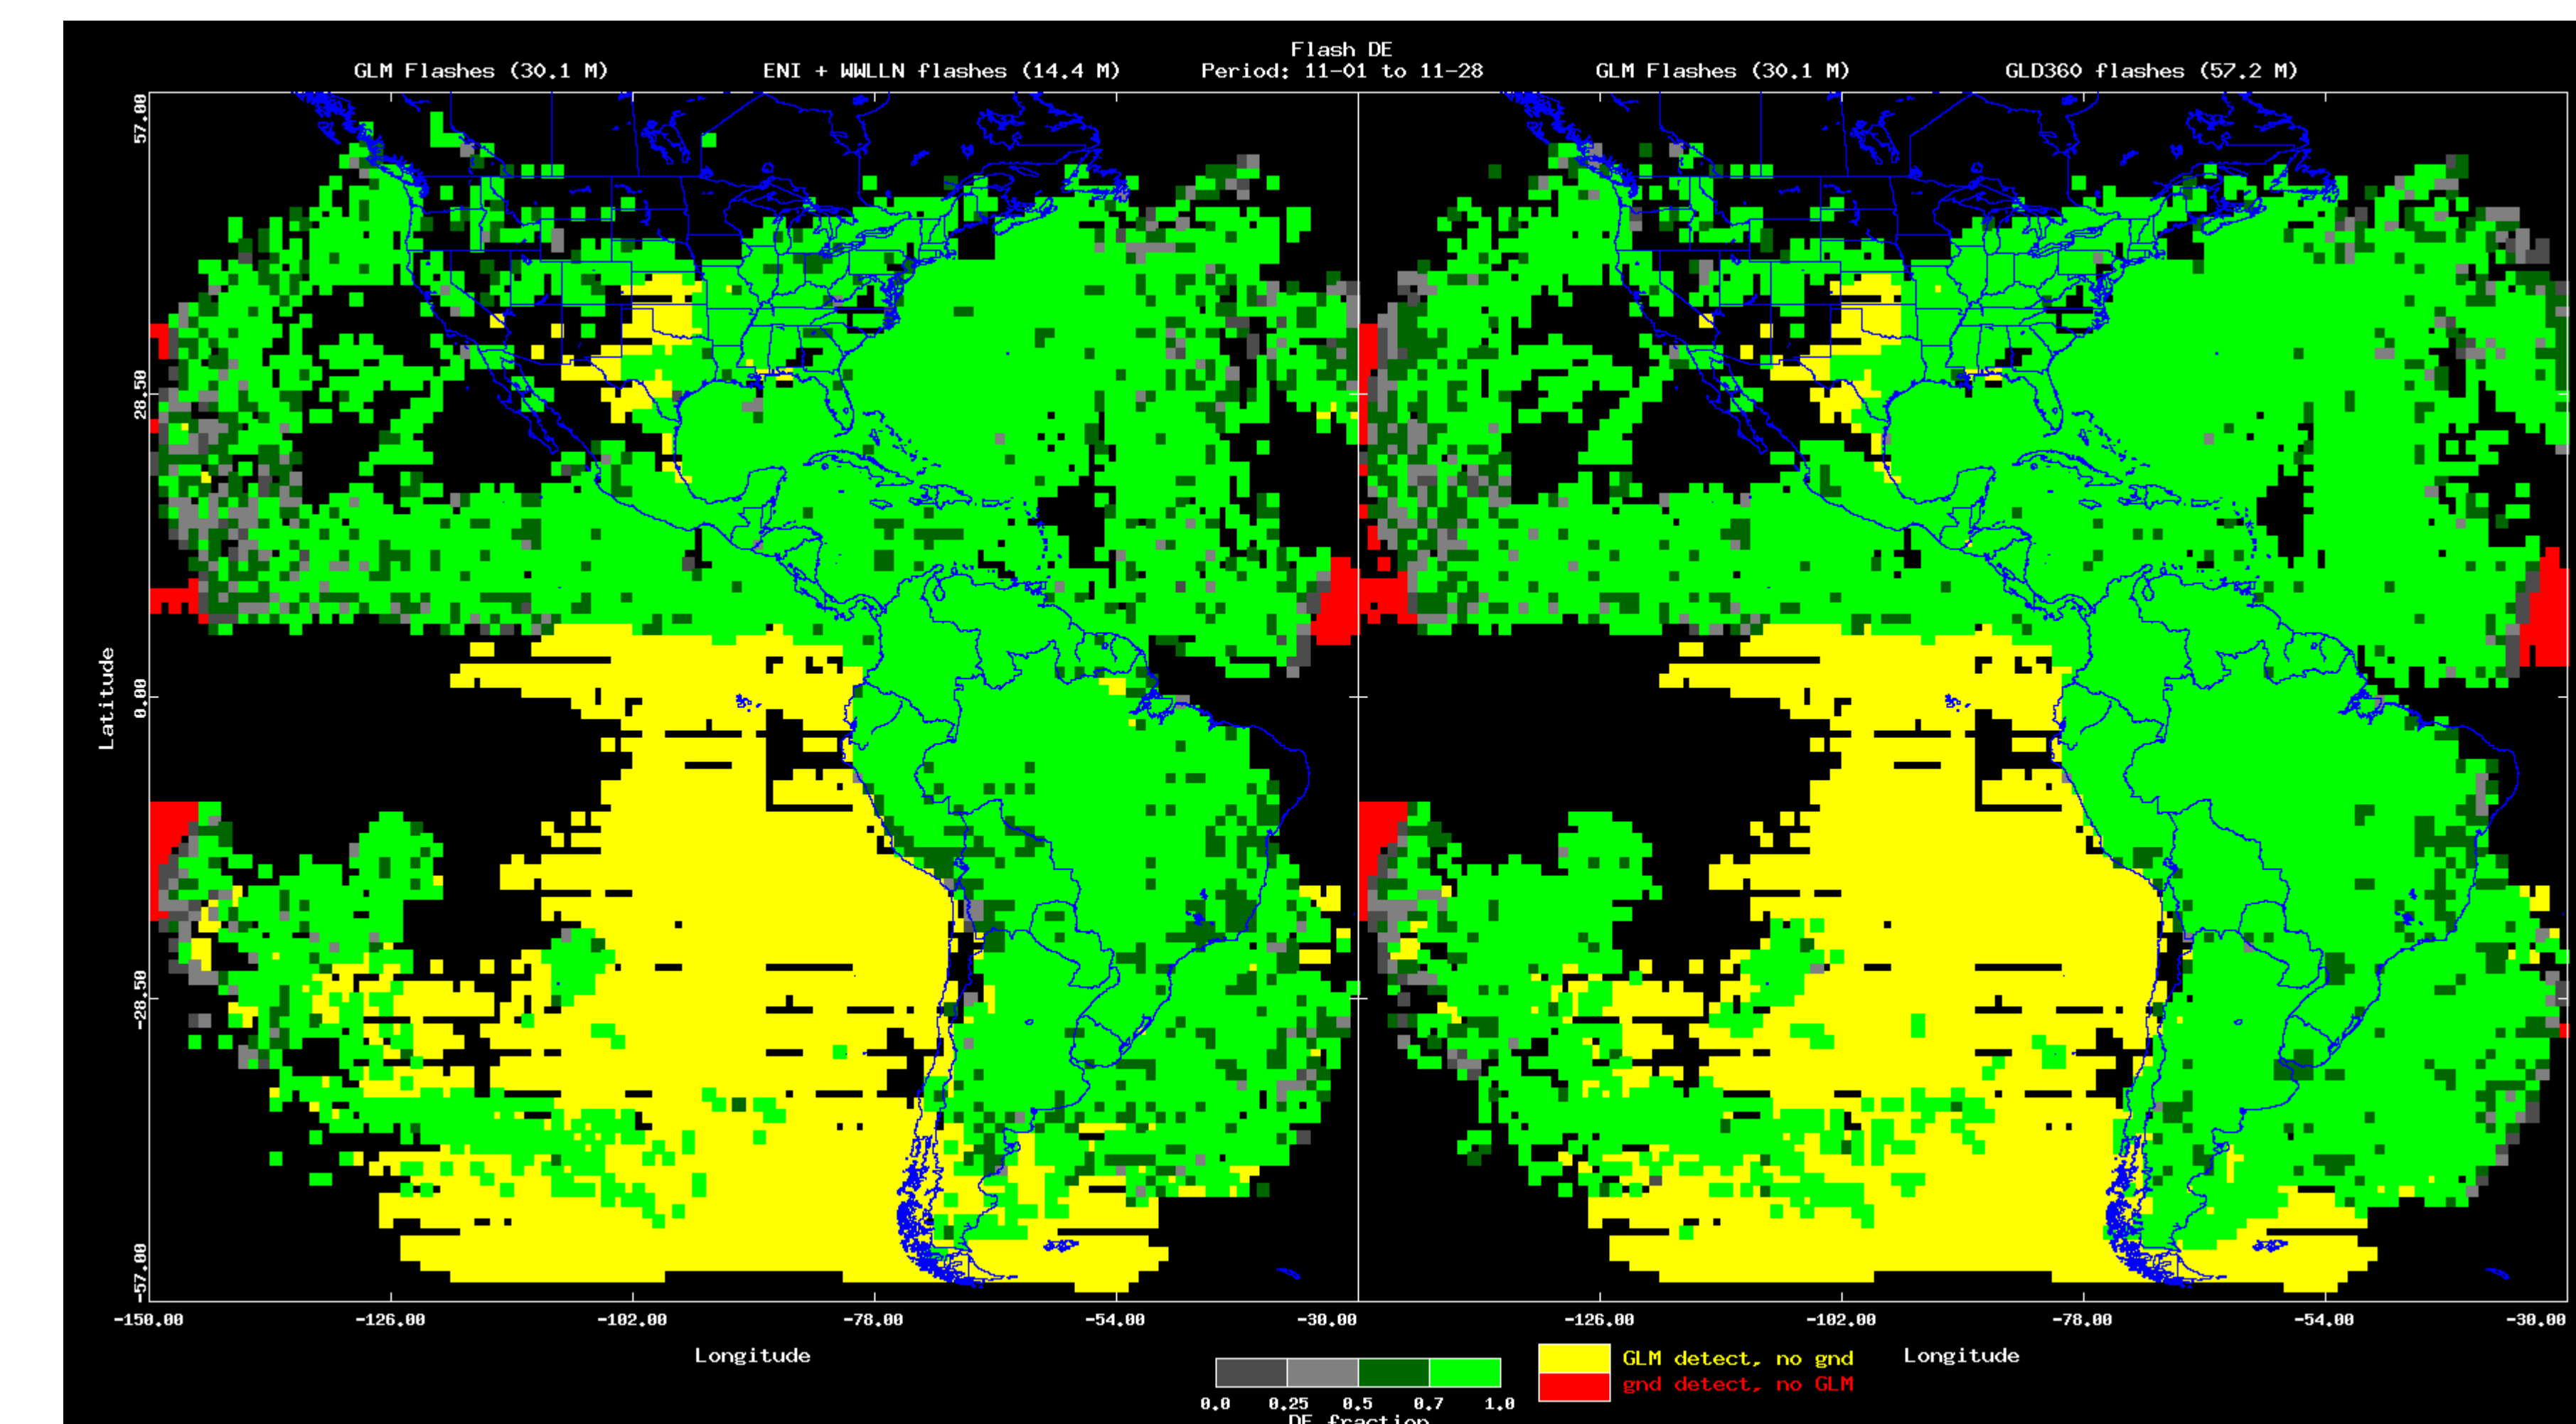 Flash DE
GLM Flashes (30.1 M) ENI + WWLLN flashes (14.4 M) Period: 11-01 to 11-28 GLM Flashes (30.1 M) GLD360 flashes (57.2 M)
57.00
28.50
0.00
-28.50
-57.00
Latitude
-150.00 -126.00 -102.00 -78.00 -54.00 -30.00 -126.00 -102.00 -78.00 -54.00 -30.00
Longitude
Longitude
GLM detect, no gnd
gnd detect, no GLM
0.0 0.25 0.5 0.7 1.0
DE fraction